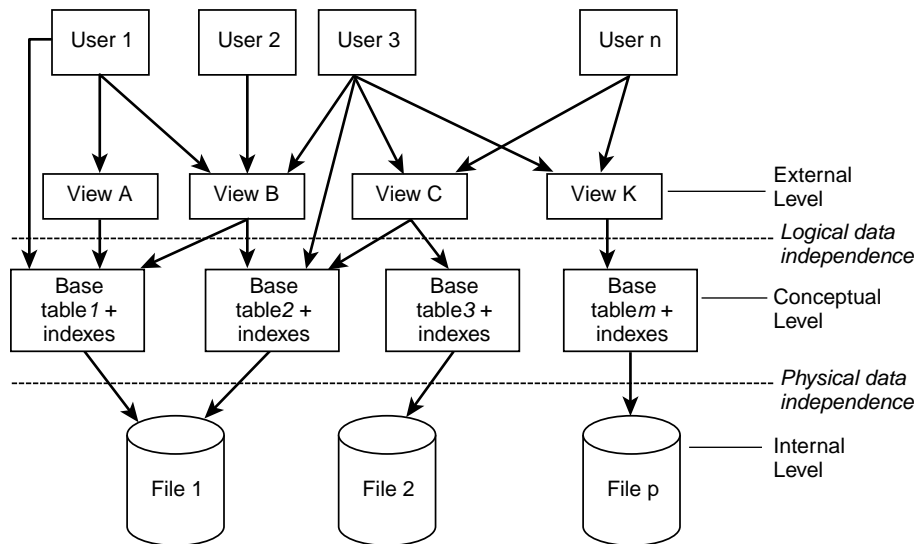 User 1
User 2
User 3
User n
View A
View B
View C
View K
External
Level
Logical data
independence
Base
table1 +
indexes
Base
table2 +
indexes
Base
table3 +
indexes
Base
tablem +
indexes
Conceptual
Level
Physical data
independence
File 1
File 2
File p
Internal
Level